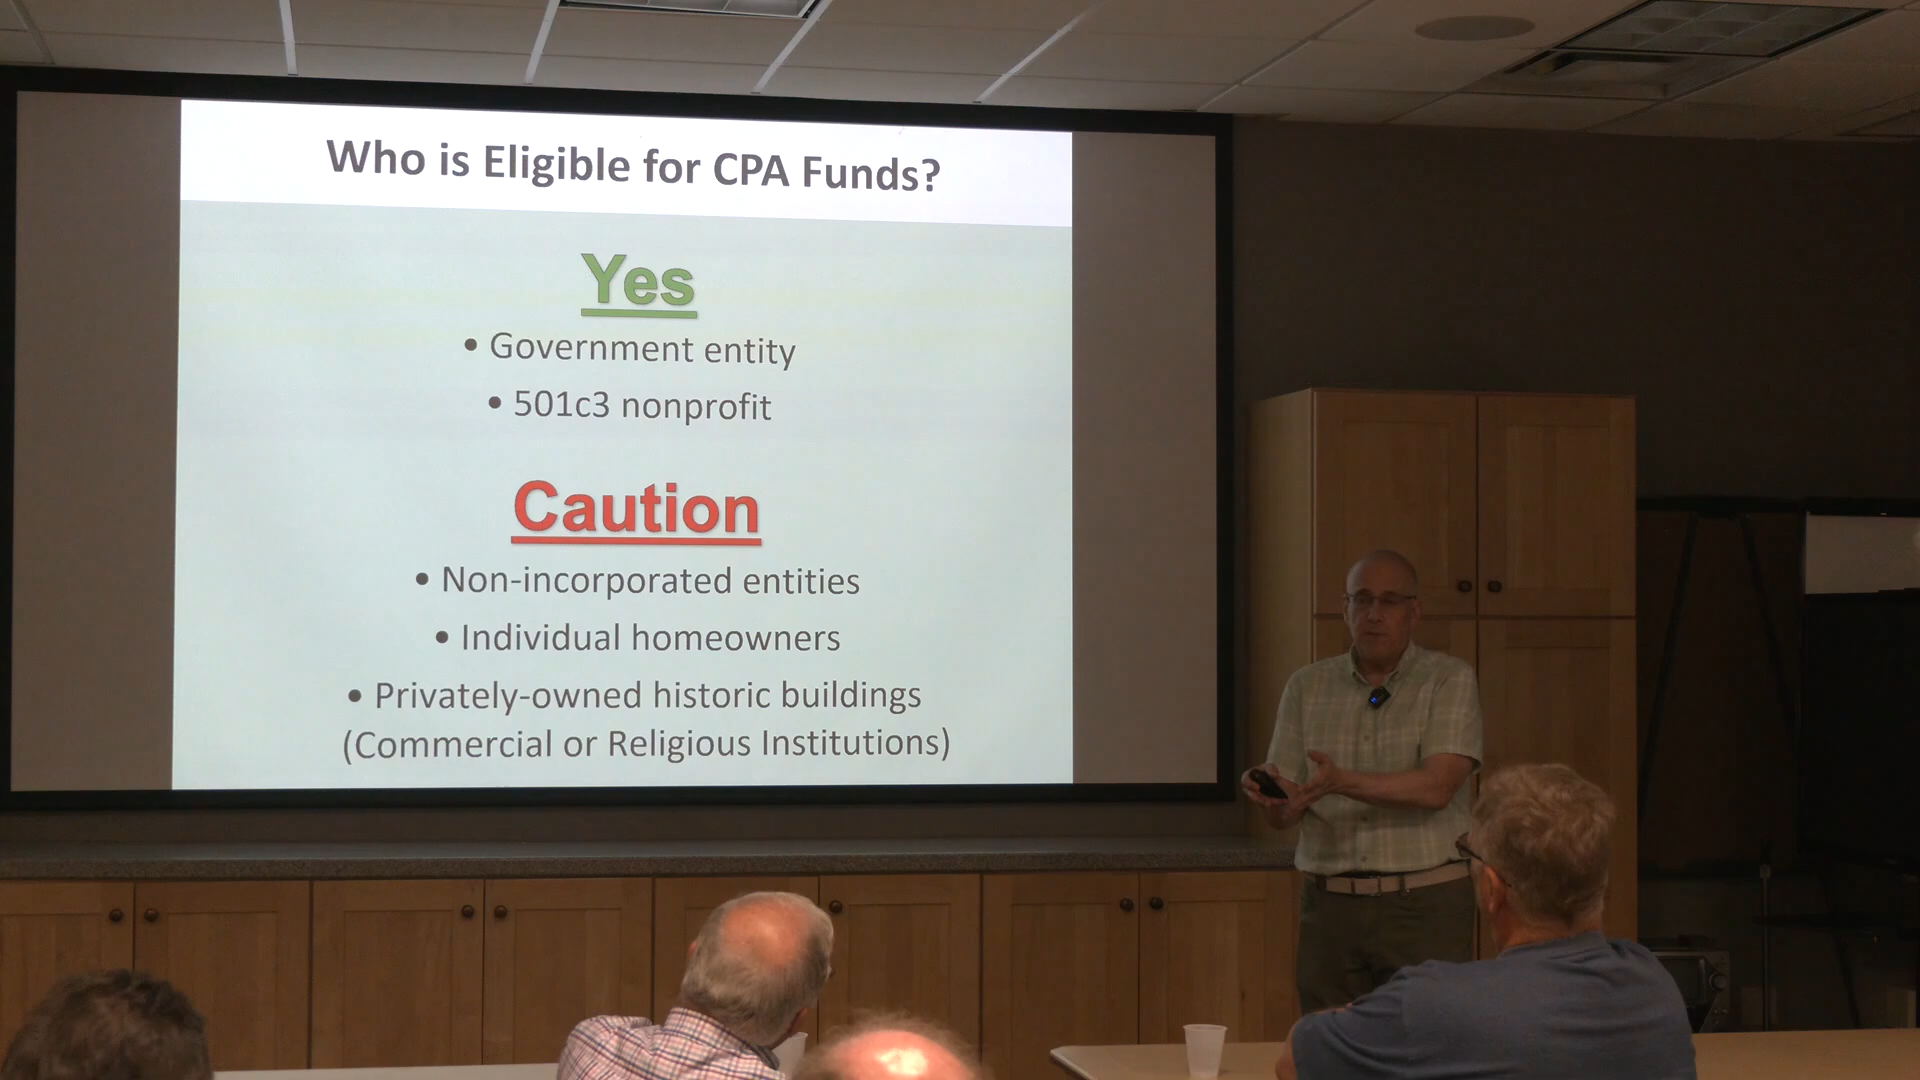 Who is Eligible for CPA Funds?
Yes
• Government entity
• 501c3 nonprofit
Caution
• Non-incorporated entities
• Individual homeowners
• Privately-owned historic buildings
(Commercial or Religious Institutions)